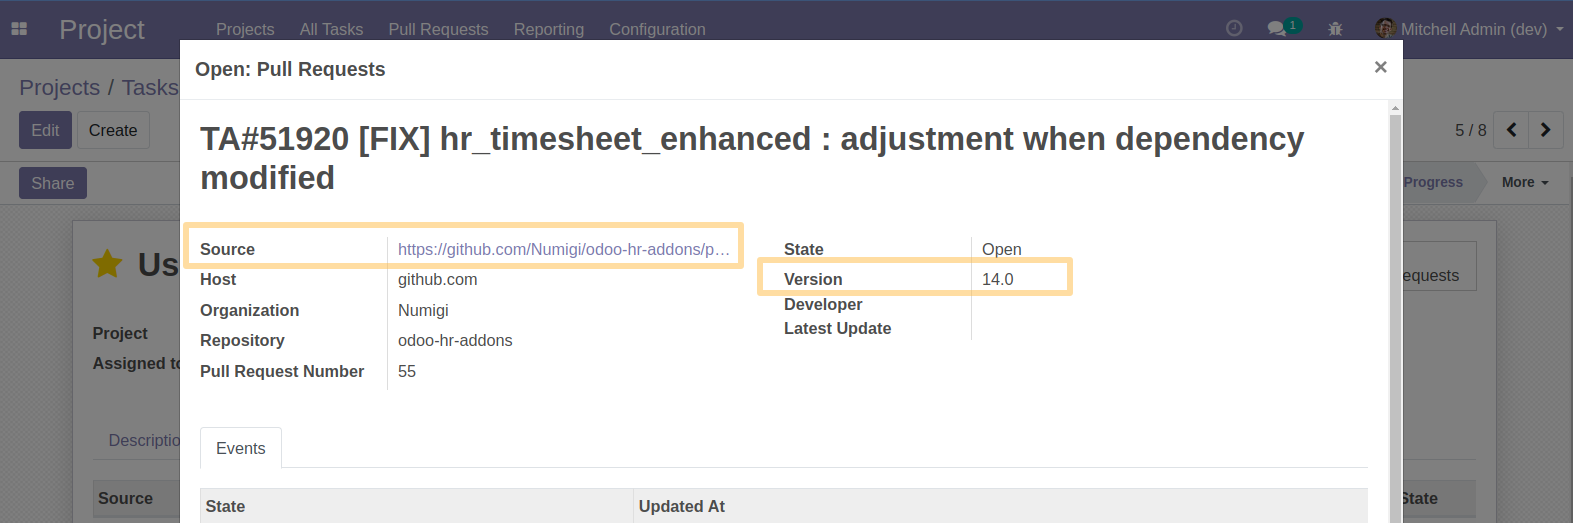 Project
Projects All Tasks Pull Requests Reporting Configuration
1
Mitchell Admin (dev)
Open: Pull Requests
×
Projects / Tasks
Edit Create
5 / 8
Share
Progress More
TA#51920 [FIX] hr_timesheet_enhanced : adjustment when dependency
modified
Us
Source https://github.com/Numigi/odoo-hr-addons/p…
State Open
Host github.com
Version 14.0
Organization Numigi
Developer
Repository odoo-hr-addons
Latest Update
Pull Request Number 55
equests
Project
Assigned to
Events
Descriptio
State Updated At
Source
State